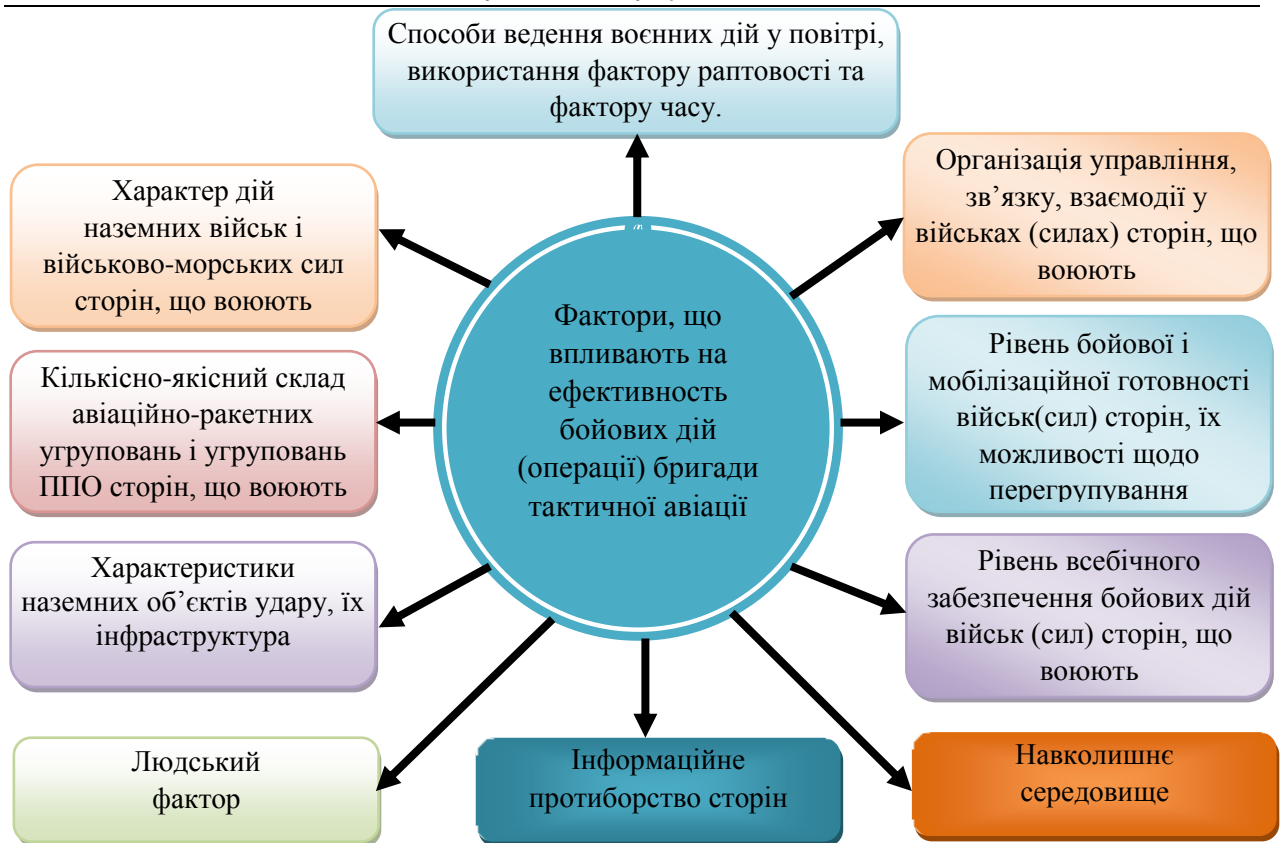 Способи ведення воєнних дій у повітрі,
використання фактору раптовості та
фактору часу.
Характер дій
наземних військ і
військово-морських сил
сторін, що воюють
Організація управління,
зв’язку, взаємодії у
військах (силах) сторін, що
воюють
Фактори, що
впливають на
ефективность
бойових дій
(операції) бригади
тактичної авіації
Кількісно-якісний склад
авіаційно-ракетних
угруповань і угруповань
ППО сторін, що воюють
Рівень бойової і
мобілізаційної готовності
військ(сил) сторін, їх
можливості щодо
перегрупування
Характеристики
наземних об’єктів удару, їх
інфраструктура
Рівень всебічного
забезпечення бойових дій
військ (сил) сторін, що
воюють
Людський
фактор
Інформаційне
протиборство сторін
Навколишнє
середовище